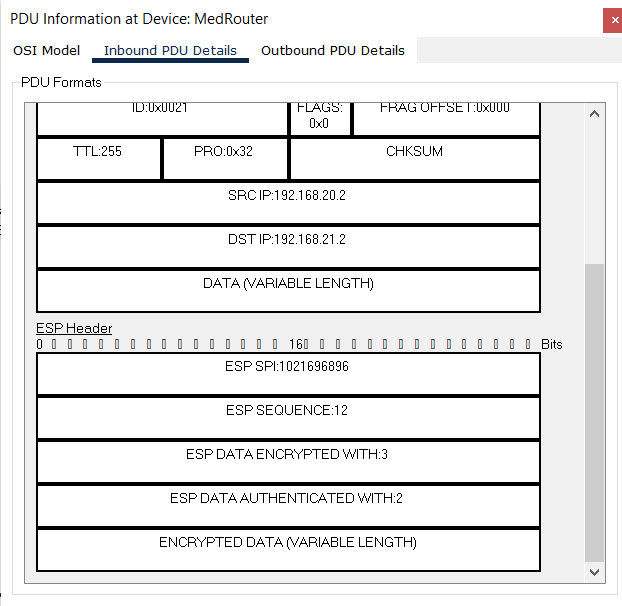 PDU Information at Device: MedRouter
OSI Model Inbound PDU Details Outbound PDU Details
PDU Formats
ID:0x0021 FLAGS: 0x0 FRAG OFFSET:0x000
TTL:255 PRO:0x32 CHKSUM
SRC IP:192.168.20.2
DST IP:192.168.21.2
DATA (VARIABLE LENGTH)
ESP Header
0 16 Bits
ESP SPI:1021696896
ESP SEQUENCE:12
ESP DATA ENCRYPTED WITH:3
ESP DATA AUTHENTICATED WITH:2
ENCRYPTED DATA (VARIABLE LENGTH)